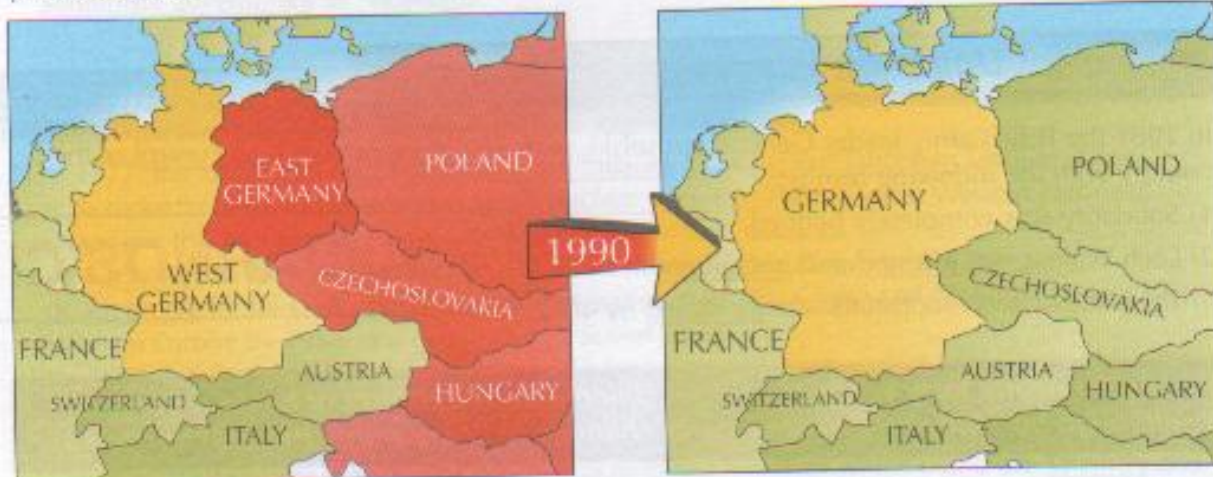 EAST
GERMANY
POLAND
WEST
GERMANY
CZECHOSLOVAKIA
FRANCE
AUSTRIA
SWITZERLAND
HUNGARY
ITALY
1990
GERMANY
POLAND
CZECHOSLOVAKIA
FRANCE
AUSTRIA
SWITZERLAND
HUNGARY
ITALY